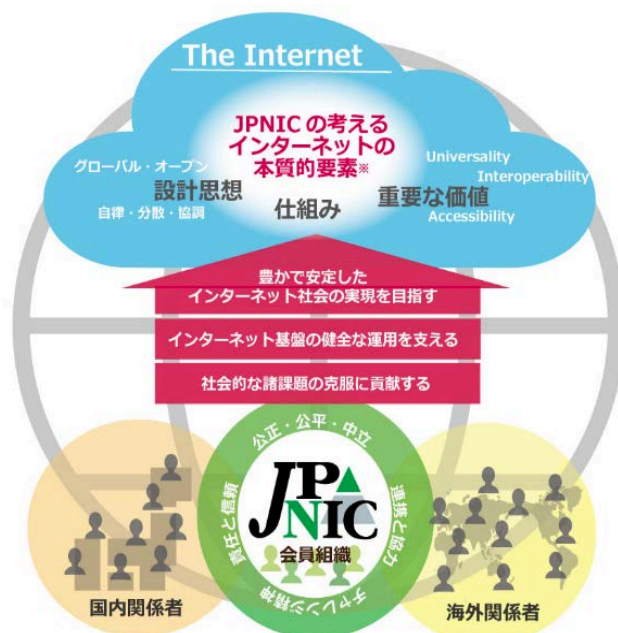 The Internet
JPNIC の考える
インターネットの
本質的要素※
グローバル・オープン
設計思想
自律・分散・協調
仕組み
Universality
Interoperability
重要な価値
Accessibility
豊かで安定した
インターネット社会の実現を目指す
インターネット基盤の健全な運用を支える
社会的な諸課題の克服に貢献する
公正・公平・中立
責任と信頼
連携と協力
チャレンジ精神
JPNIC
会員組織
国内関係者
海外関係者